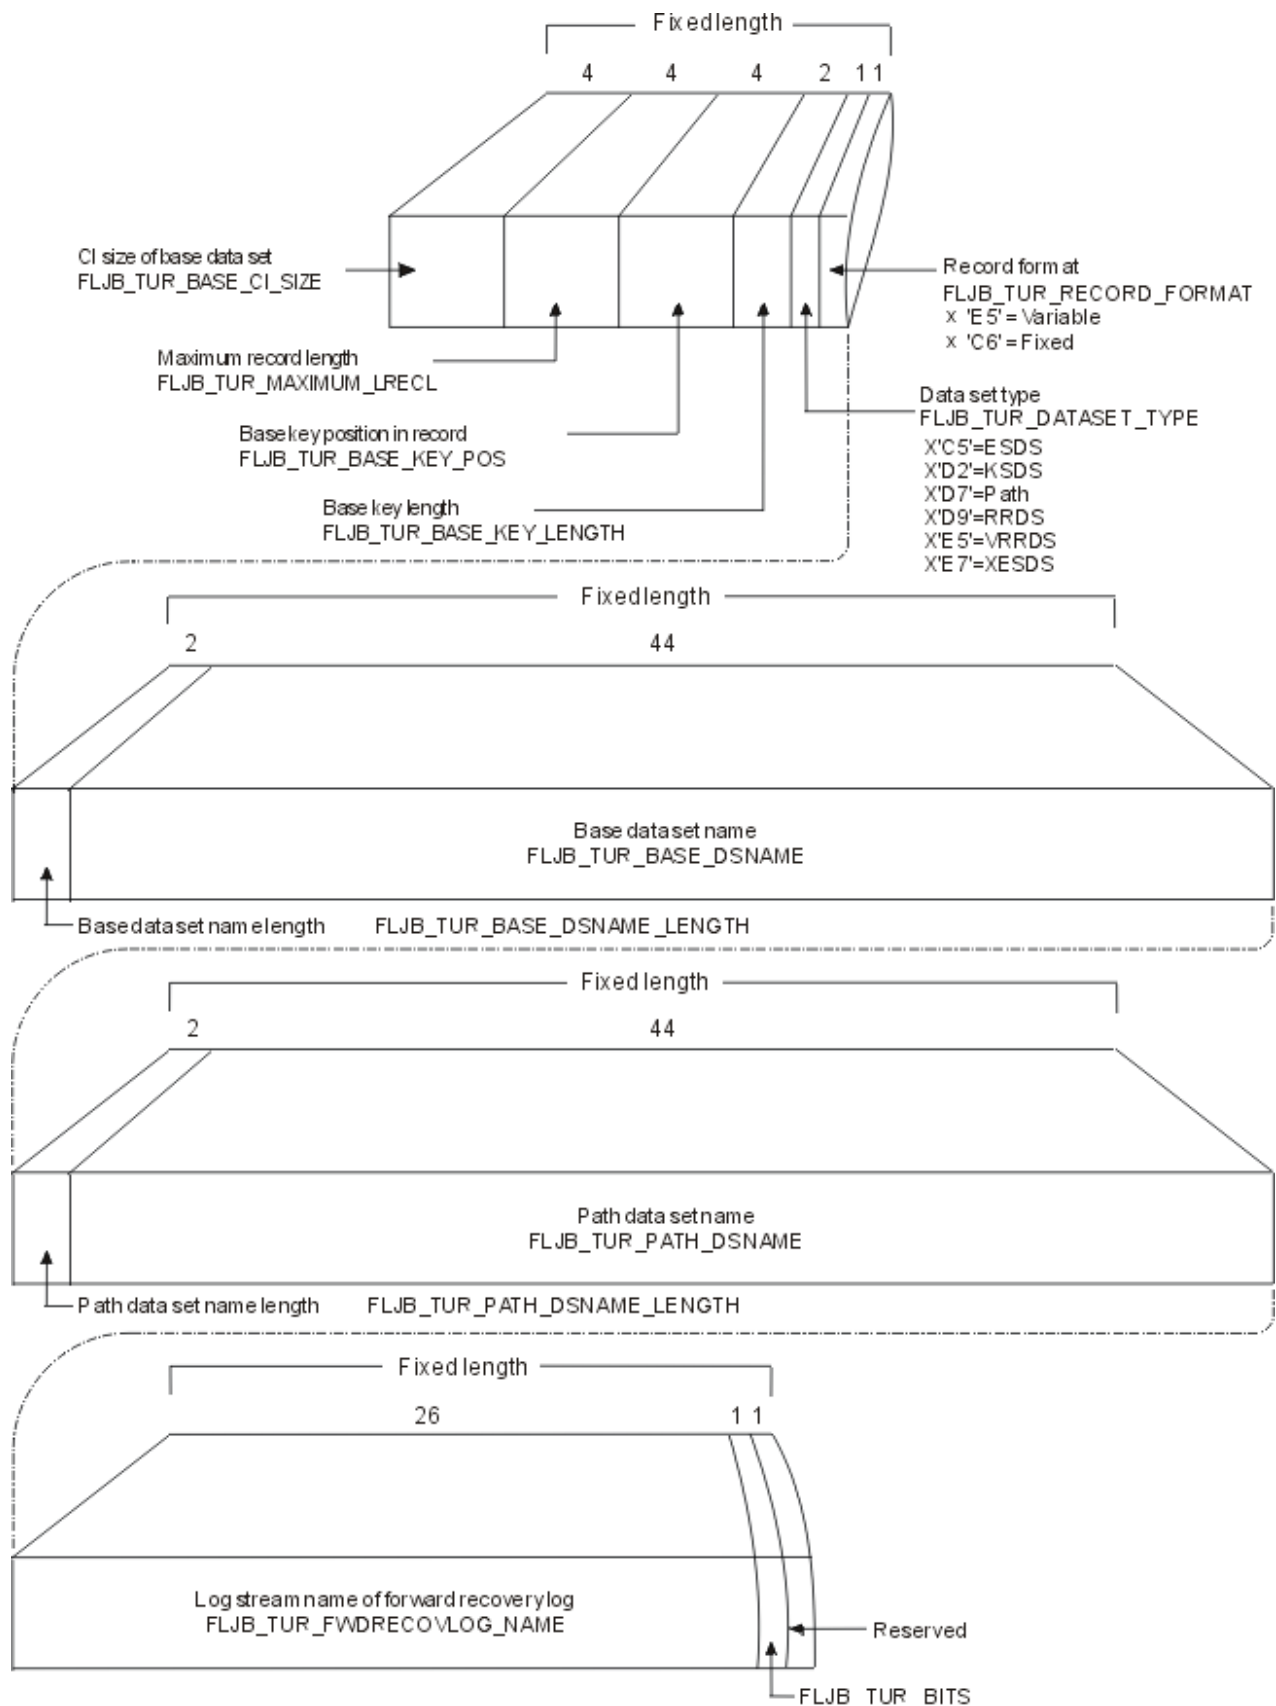 Fixed length
4 4 4 2 1 1
CI size of base data set
FLJB_TUR_BASE_CI_SIZE
Record format
FLJB_TUR_RECORD_FORMAT
X 'E5'=Variable
X 'C6'=Fixed
Maximum record length
FLJB_TUR_MAXIMUM_LRECL
Data set type
FLJB_TUR_DATASET_TYPE
X'C5'=ESDS
X'D2'=KSDS
X'D7'=Path
X'D9'=RRDS
X'E5'=VRRDS
X'E7'=XESDS
Base key position in record
FLJB_TUR_BASE_KEY_POS
Base key length
FLJB_TUR_BASE_KEY_LENGTH
Fixed length
2 44
Base data set name
FLJB_TUR_BASE_DSNAME
Base data set name length FLJB_TUR_BASE_DSNAME_LENGTH
Fixed length
2 44
Path data set name
FLJB_TUR_PATH_DSNAME
Path data set name length FLJB_TUR_PATH_DSNAME_LENGTH
Fixed length
26 1 1
Log stream name of forward recovery log
FLJB_TUR_FWDRECOVLOG_NAME
Reserved
FLJB_TUR_BITS